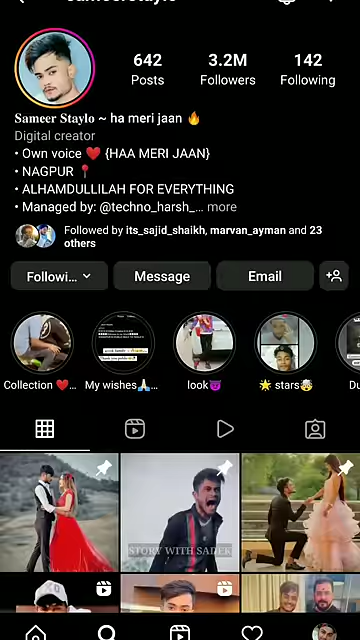 642
3.2M
142
Posts
Followers
Following
Sameer Staylo ~ ha meri jaan 🔥
Digital creator
• Own voice ❤️ {HAA MERI JAAN}
• NAGPUR 📍
• ALHAMDULLILAH FOR EVERYTHING
• Managed by: @techno_harsh_... more
Followed by its_sajid_shaikh, marvan_ayman and 23
others
Followi...
Message
Email
Collection ❤️...
My wishes🙏🏻...
look😈
🌟 stars🤯
Du
STORY WITH SADEK